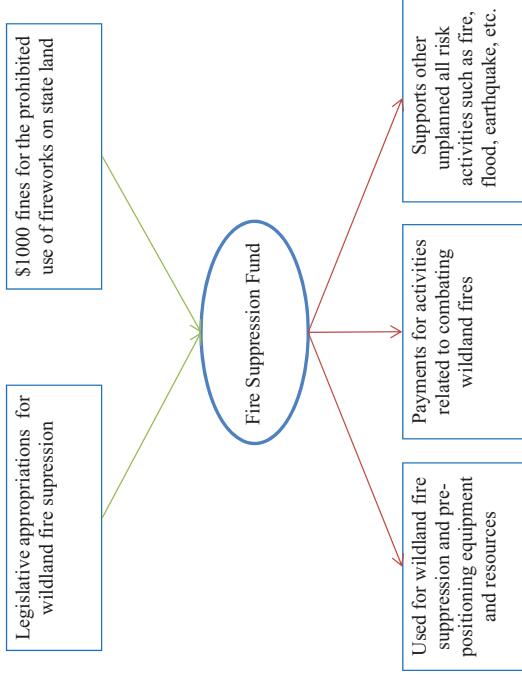 Legislative appropriations for
wildland fire supression
$1000 fines for the prohibited
use of fireworks on state land
Fire Suppression Fund
Used for wildland fire
suppression and pre-
positioning equipment
and resources
Payments for activities
related to combating
wildland fires
Supports other
unplanned all risk
activities such as fire,
flood, earthquake, etc.